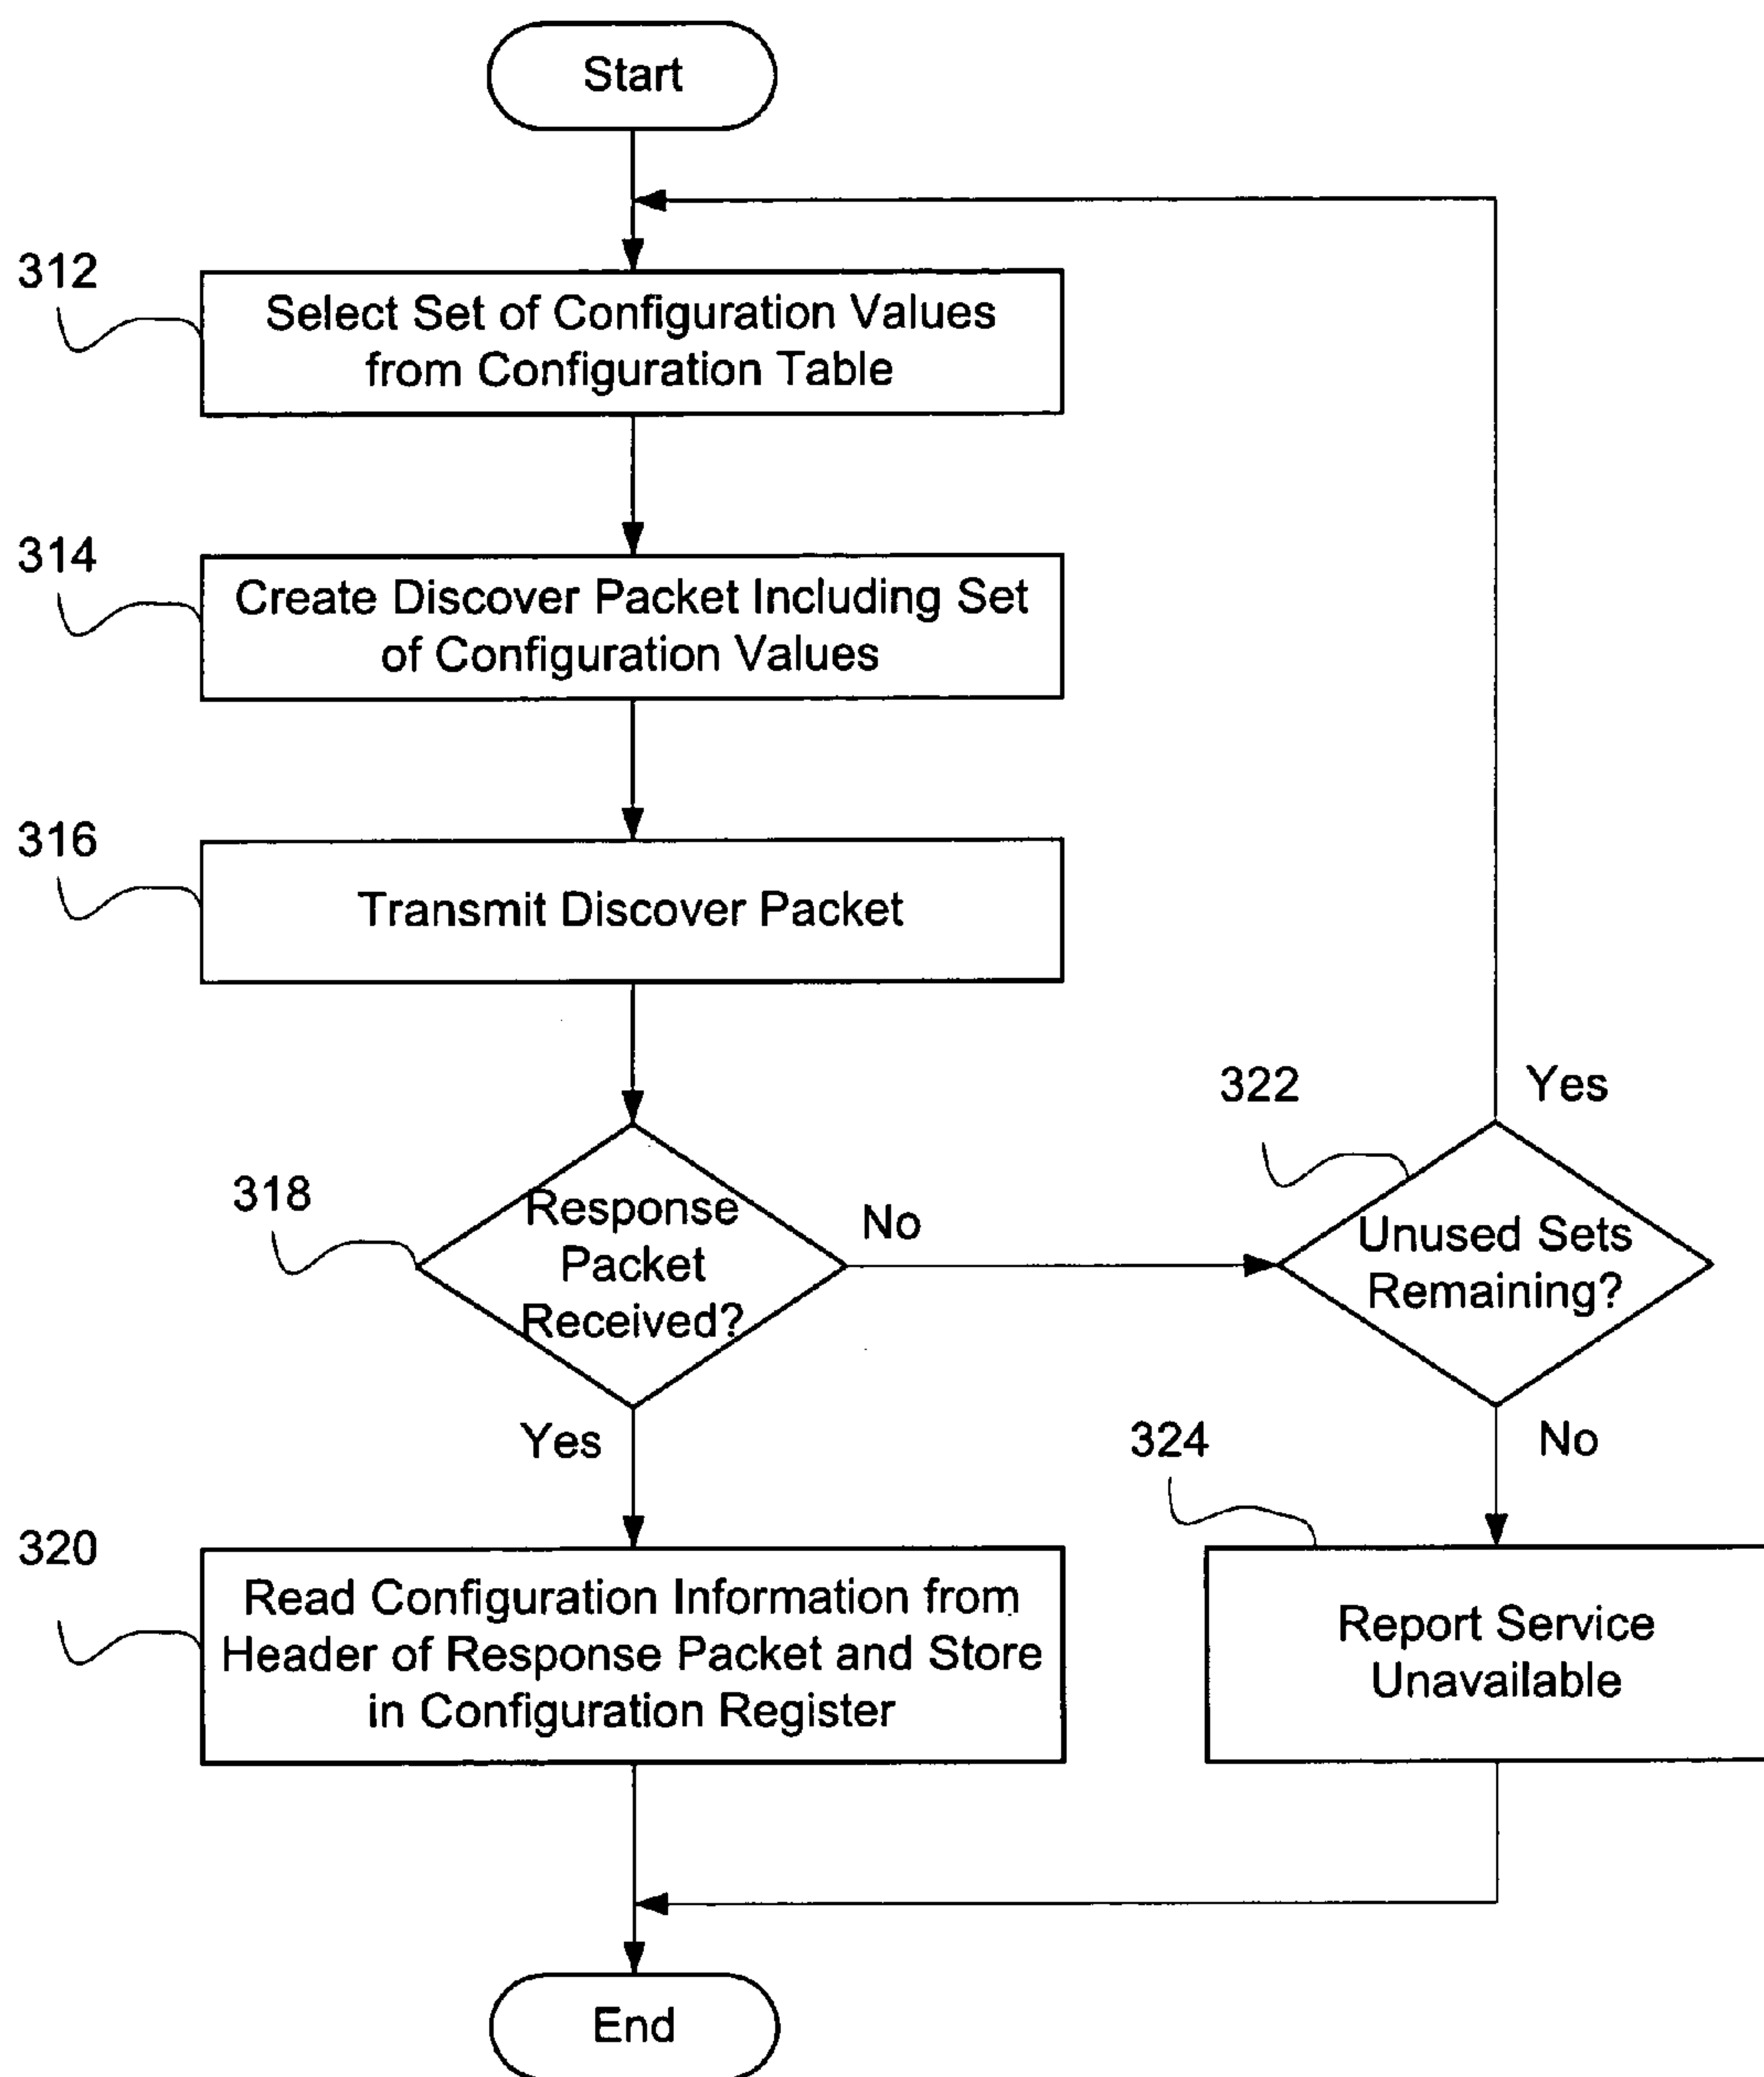 Start
312
Select Set of Configuration Values
from Configuration Table
314
Create Discover Packet Including Set
of Configuration Values
316
Transmit Discover Packet
318
Response
Packet
Received?
No
322
Yes
Unused Sets
Remaining?
Yes
No
320
Read Configuration Information from
Header of Response Packet and Store
in Configuration Register
324
Report Service
Unavailable
End